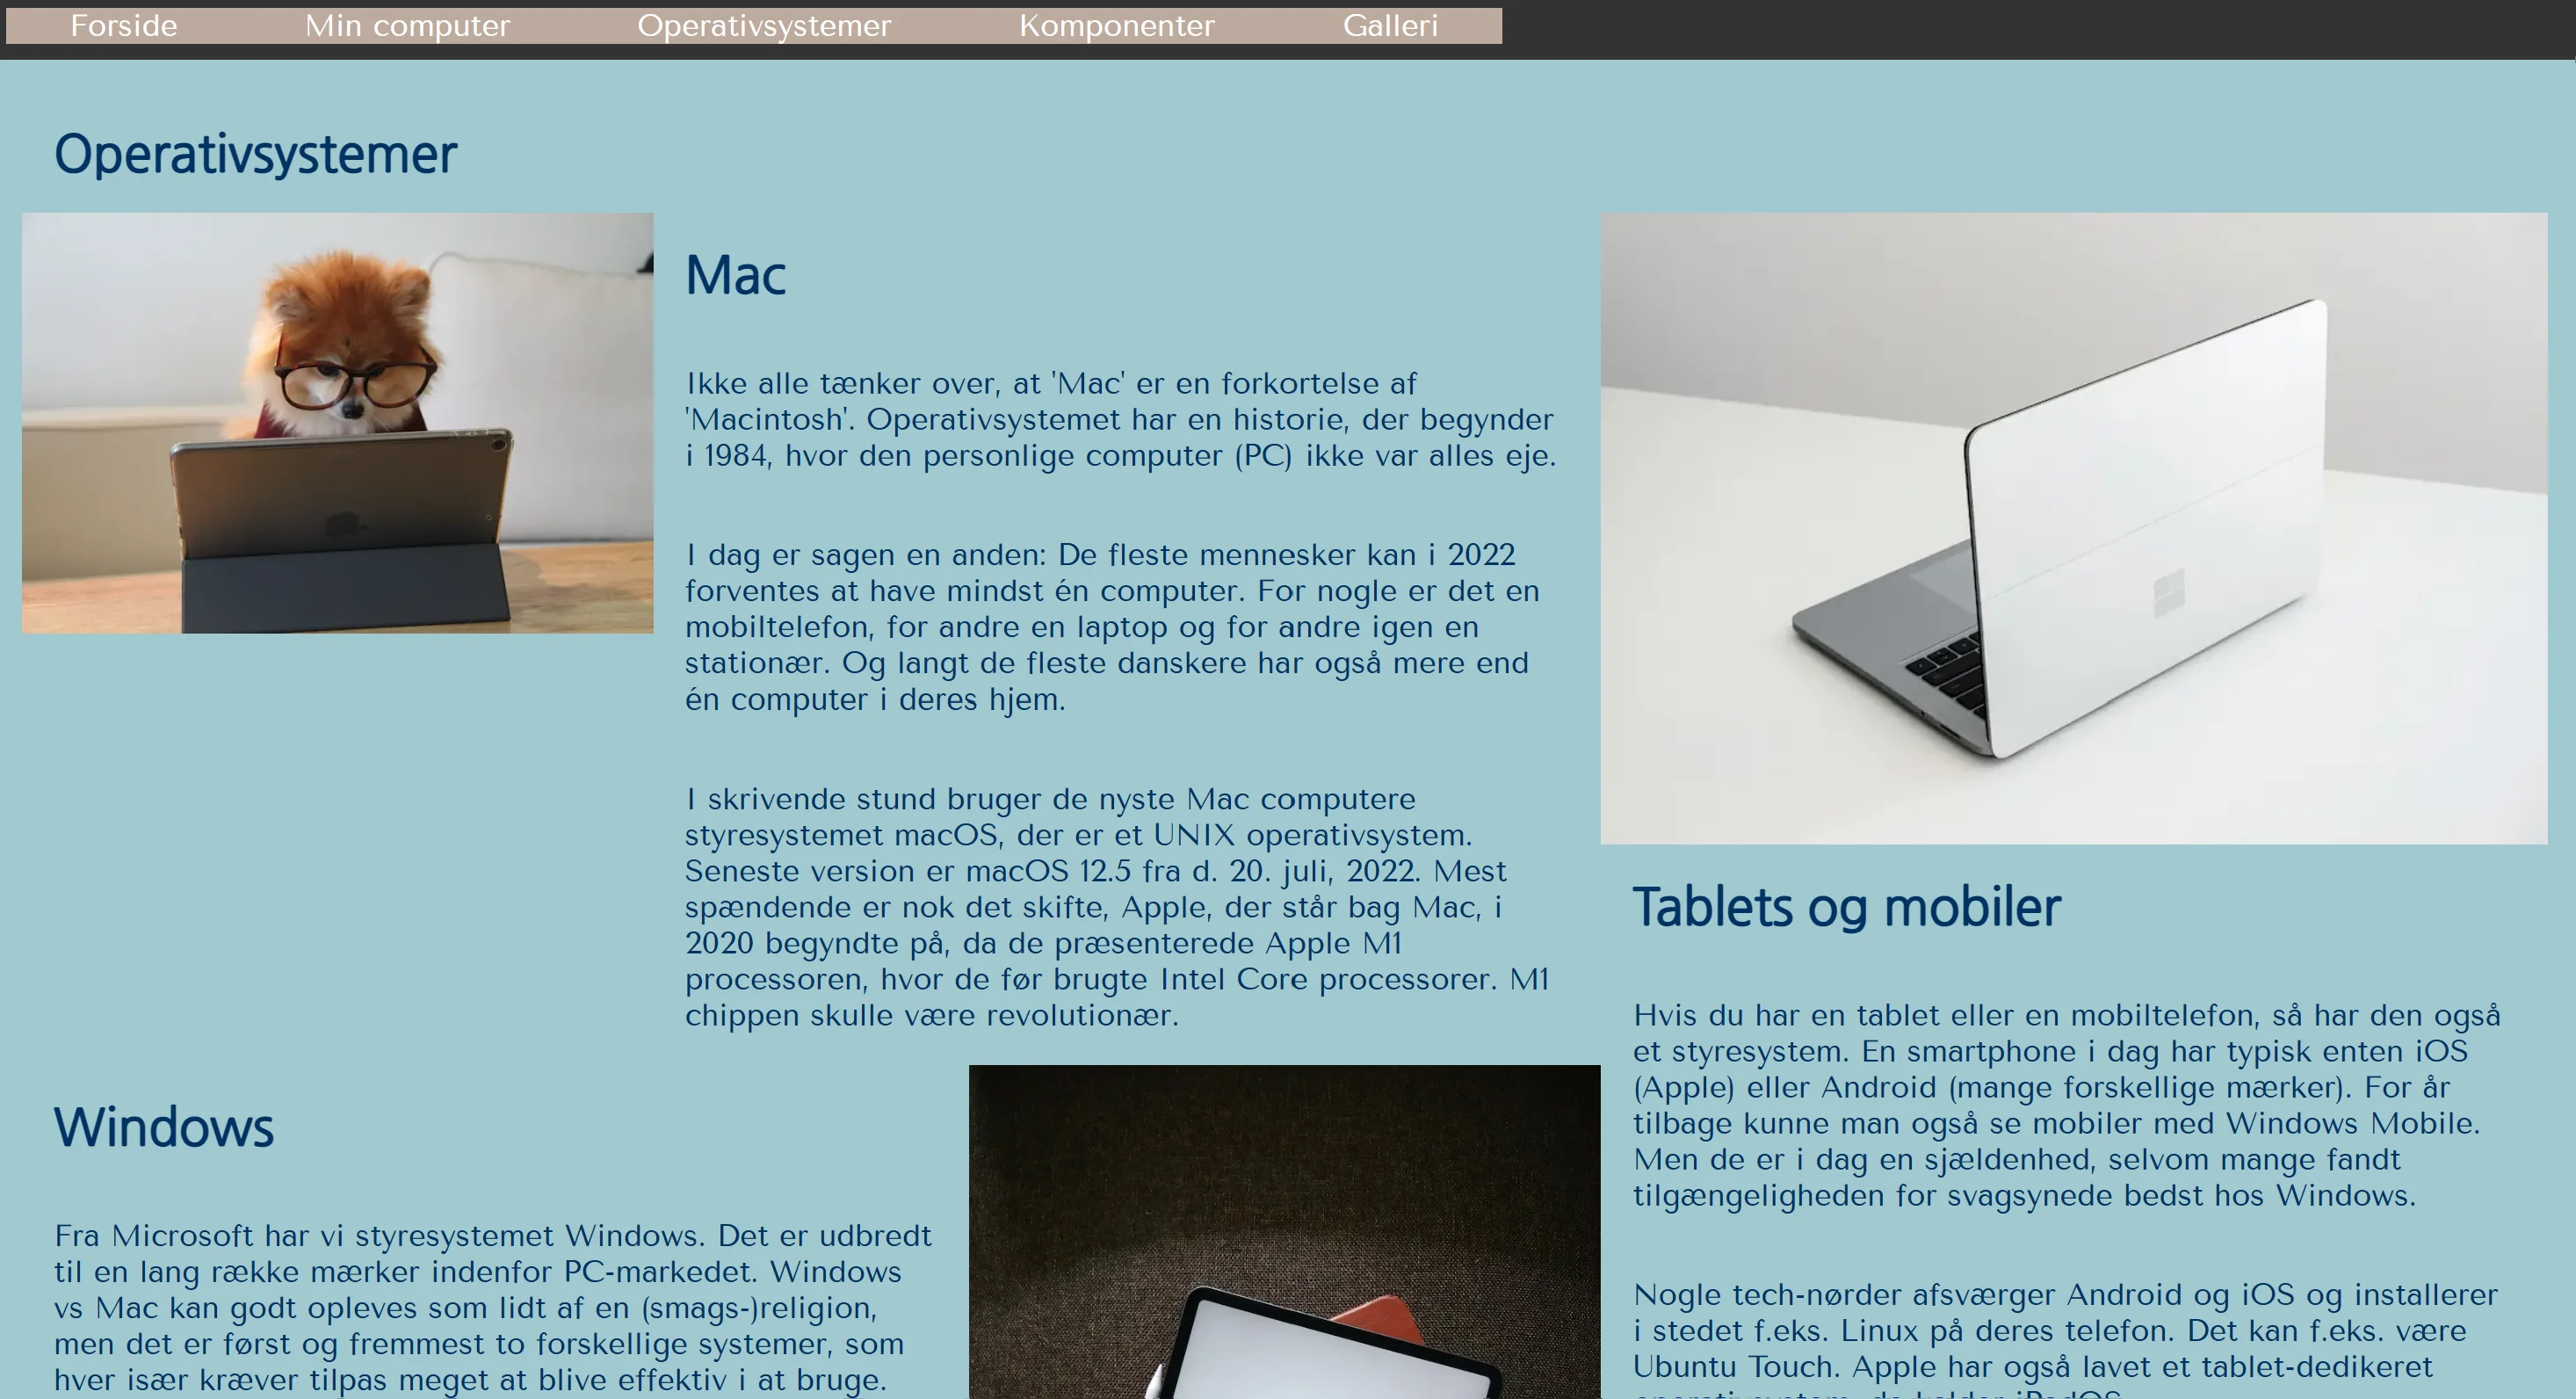 Forside
Min computer
Operativsystemer
Komponenter
Galleri
Operativsystemer
Mac
Ikke alle tænker over, at 'Mac' er en forkortelse af
'Macintosh'. Operativsystemet har en historie, der begynder
i 1984, hvor den personlige computer (PC) ikke var alles eje.
I dag er sagen en anden: De fleste mennesker kan i 2022
forventes at have mindst én computer. For nogle er det en
mobiltelefon, for andre en laptop og for andre igen en
stationær. Og langt de fleste danskere har også mere end
én computer i deres hjem.
I skrivende stund bruger de nyste Mac computere
styresystemet macOS, der er et UNIX operativsystem.
Seneste version er macOS 12.5 fra d. 20. juli, 2022. Mest
spændende er nok det skifte, Apple, der står bag Mac, i
2020 begyndte på, da de præsenterede Apple M1
processoren, hvor de før brugte Intel Core processorer. M1
chippen skulle være revolutionær.
Windows
Fra Microsoft har vi styresystemet Windows. Det er udbredt
til en lang række mærker indenfor PC-markedet. Windows
vs Mac kan godt opleves som lidt af en (smags-)religion,
men det er først og fremmest to forskellige systemer, som
hver især kræver tilpas meget at blive effektiv i at bruge.
Tablets og mobiler
Hvis du har en tablet eller en mobiltelefon, så har den også
et styresystem. En smartphone i dag har typisk enten iOS
(Apple) eller Android (mange forskellige mærker). For år
tilbage kunne man også se mobiler med Windows Mobile.
Men de er i dag en sjældenhed, selvom mange fandt
tilgængeligheden for svagsynede bedst hos Windows.
Nogle tech-nørder afsværger Android og iOS og installerer
i stedet f.eks. Linux på deres telefon. Det kan f.eks. være
Ubuntu Touch. Apple har også lavet et tablet-dedikeret